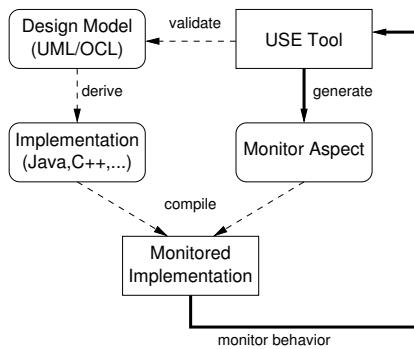 Design Model
(UML/OCL)
validate
USE Tool
derive
generate
Implementation
(Java,C++,...)
Monitor Aspect
compile
Monitored
Implementation
monitor behavior